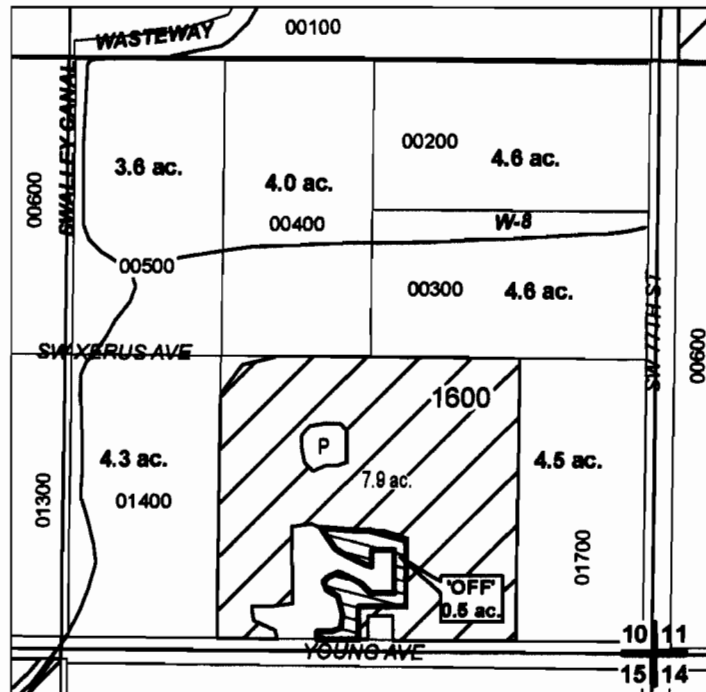 WASTEWAY
00100
SWALLEY CANAL
00600
3.6 ac.
4.0 ac.
00200
4.6 ac.
00400
W-8
00500
00300
4.6 ac.
SW 77TH ST
00600
SW XERUS AVE
1600
P
7.9 ac.
4.3 ac.
01400
01300
4.5 ac.
01700
'OFF'
0.5 ac.
YOUNG AVE
10 11
15 14